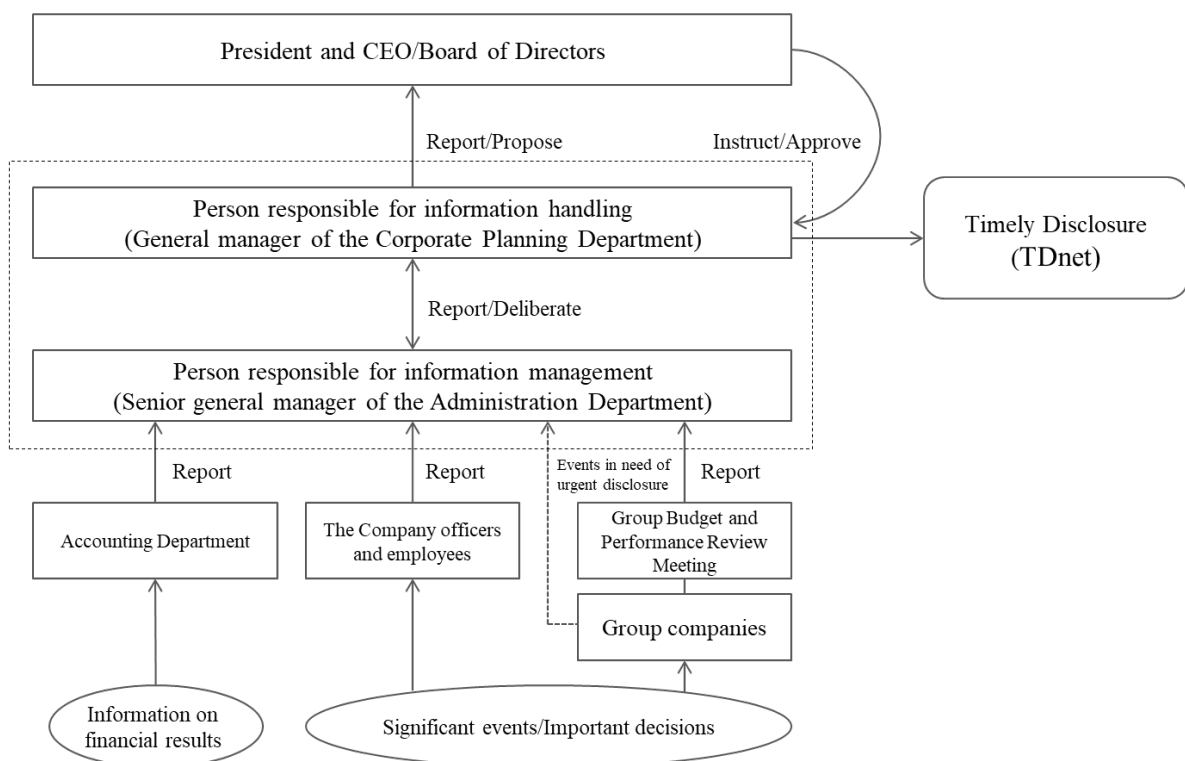 President and CEO/Board of Directors
Report/Propose
Instruct/Approve
Person responsible for information handling
(General manager of the Corporate Planning Department)
Timely Disclosure
(TDnet)
Report/Deliberate
Person responsible for information management
(Senior general manager of the Administration Department)
Report
Report
Events in need of
urgent disclosure
Report
Accounting Department
The Company officers
and employees
Group Budget and
Performance Review
Meeting
Group companies
Information on
financial results
Significant events/Important decisions